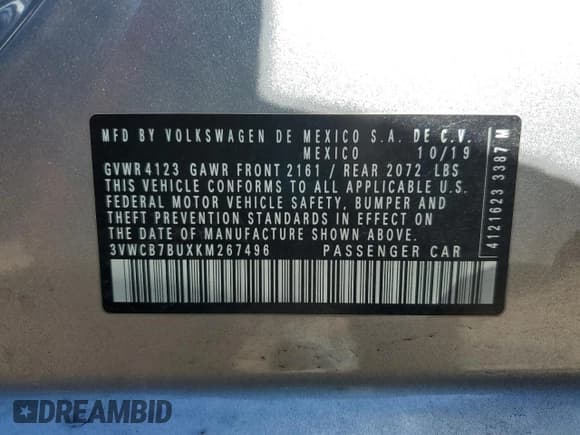 MFD BY VOLKSWAGEN DE MEXICO S.A. DE C.V.
MEXICO 10/19
GVWR 4123 GAWR FRONT 2161 / REAR 2072 LBS
THIS VEHICLE CONFORMS TO ALL APPLICABLE U.S.
FEDERAL MOTOR VEHICLE SAFETY, BUMPER AND
THEFT PREVENTION STANDARDS IN EFFECT ON
THE DATE OF MANUFACTURE SHOWN ABOVE.
3VWCB7BUXKM267496 PASSENGER CAR
4121623 3387 M
DREAMBID